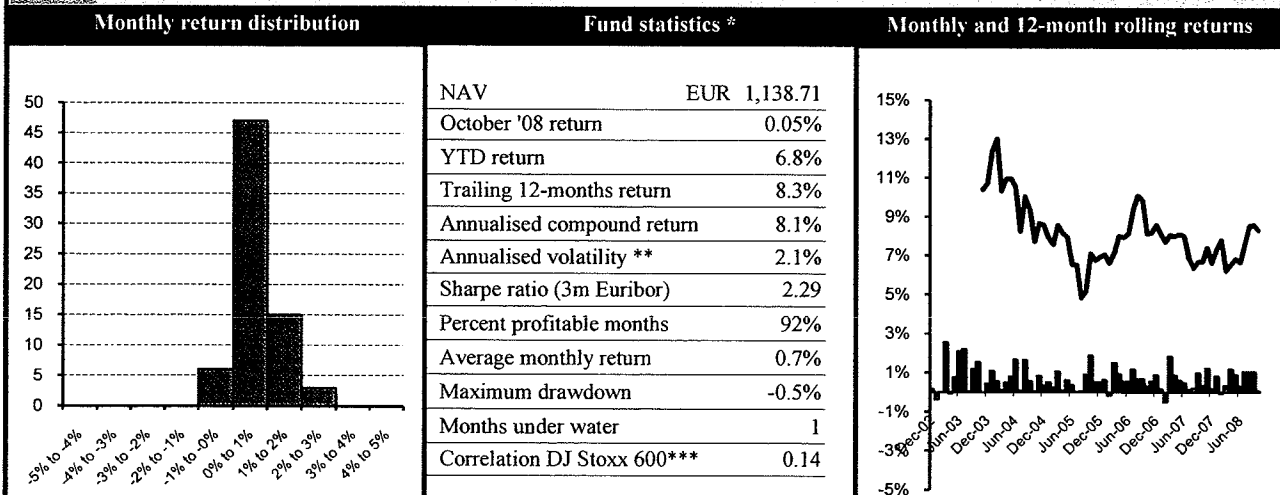 Monthly return distribution
50
45
40
35
30
25
20
15
10
5
0
-5% to -4%
-4% to -3%
-3% to -2%
-2% to -1%
-1% to -0%
0% to 1%
1% to 2%
2% to 3%
3% to 4%
4% to 5%
Fund statistics *
NAV EUR 1,138.71
October '08 return 0.05%
YTD return 6.8%
Trailing 12-months return 8.3%
Annualised compound return 8.1%
Annualised volatility ** 2.1%
Sharpe ratio (3m Euribor) 2.29
Percent profitable months 92%
Average monthly return 0.7%
Maximum drawdown -0.5%
Months under water 1
Correlation DJ Stoxx 600*** 0.14
Monthly and 12-month rolling returns
15%
13%
11%
9%
7%
5%
3%
1%
-1%
-3%
-5%
Dec-02
Jun-03
Dec-03
Jun-04
Dec-04
Jun-05
Dec-05
Jun-06
Dec-06
Jun-07
Dec-07
Jun-08